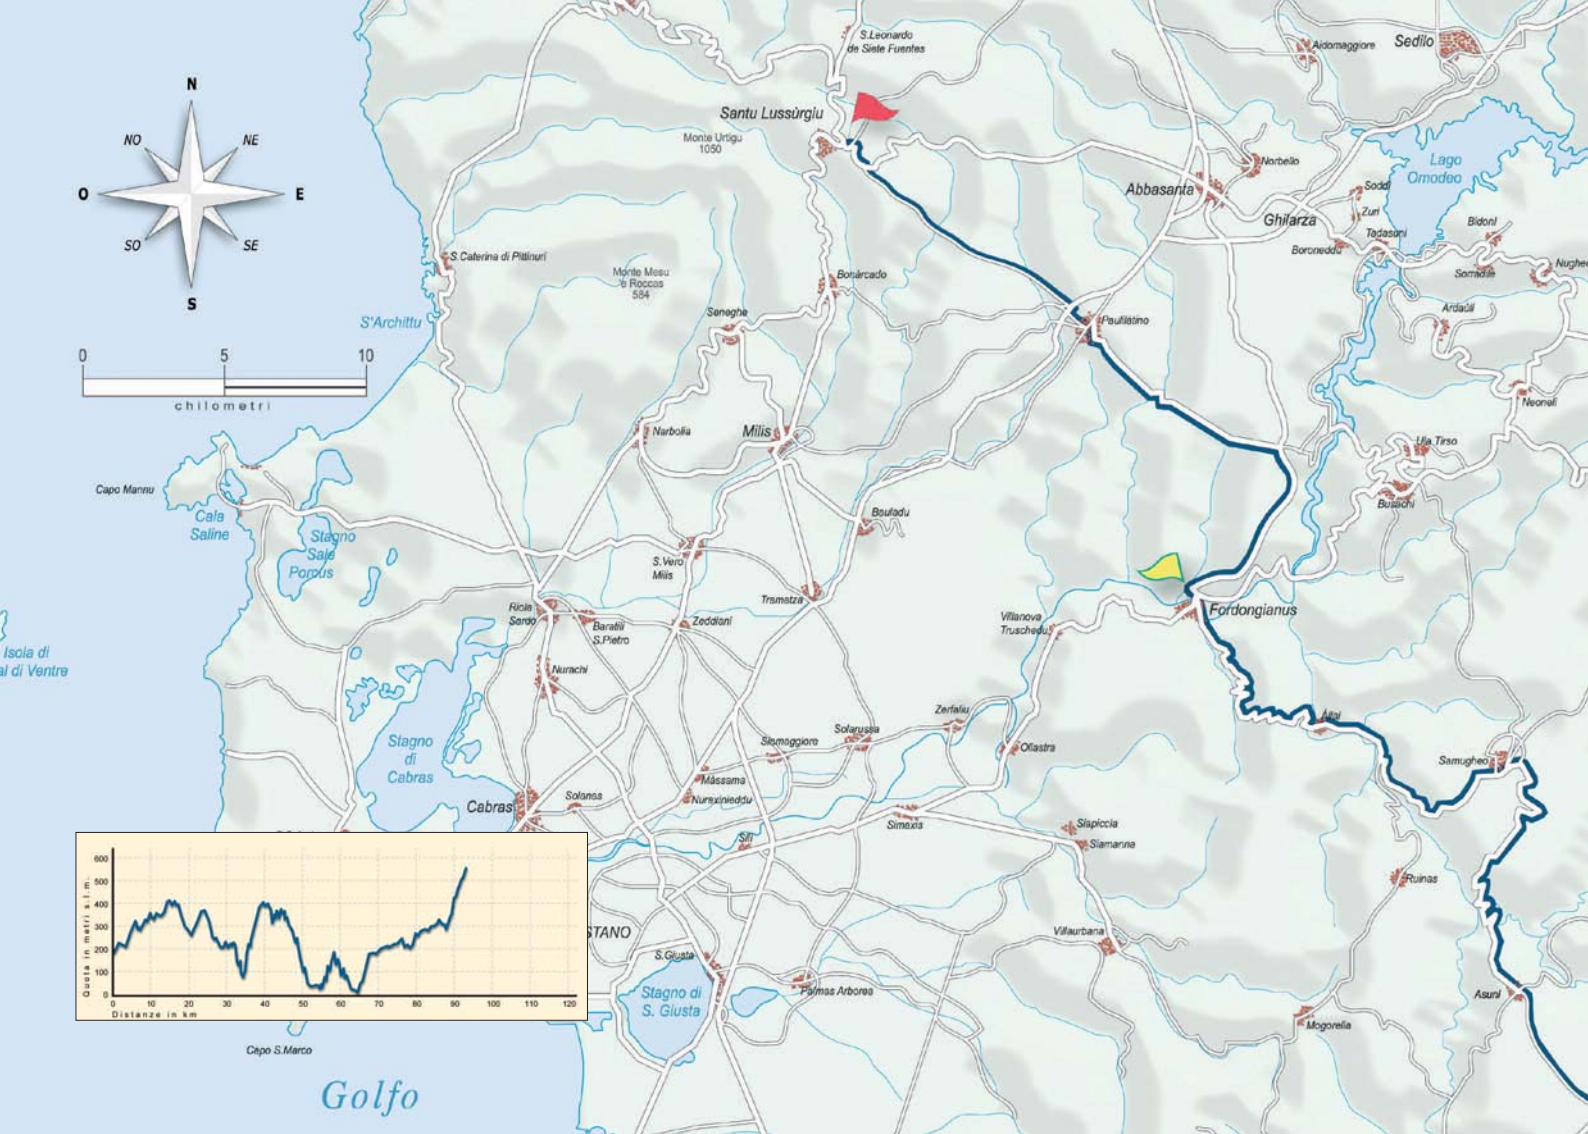 S.Leonardo
de Siete Fuentes
Aidomaggiore
Sedilo
N
NO
NE
O
E
SO
SE
S
Santu Lussùrgiu
Monte Urtigu
1050
Norbello
Lago
Omodeo
Abbasanta
Soddì
Zuri
Ghilarza
Tadasuni
Bidonì
Boroneddu
Sorradile
S.Caterina di Pittinuri
Monte Mesu
'e Roccas
584
Bonàrcado
Ardaùli
S'Archittu
Seneghe
Paulilàtino
0
5
10
chilometri
Neoneli
Narbolia
Milis
Ula Tirso
Capo Mannu
Busachi
Cala
Saline
Bauladu
Stagno
Sale
Porcus
S.Vero
Milis
Tramatza
Riola
Sardo
Baratili
S.Pietro
Zeddiani
Villanova
Truschedu
Fordongianus
Isola di
al di Ventre
Nurachi
Zerfaliu
Allai
Solarussa
Siamaggiore
Ollastra
Stagno
di
Cabras
Samugheo
Màssama
Nuraxinieddu
Cabras
Solanas
Simaxis
Siapiccia
Siamanna
Sili
Ruinas
600
500
400
300
200
100
0
Quota in metri s.l.m.
0
10
20
30
40
50
60
70
80
90
100
110
120
Distanze in km
STANO
Villaurbana
S.Giusta
Stagno di
S. Giusta
Palmas Arborea
Asuni
Mogorella
Capo S.Marco
Golfo